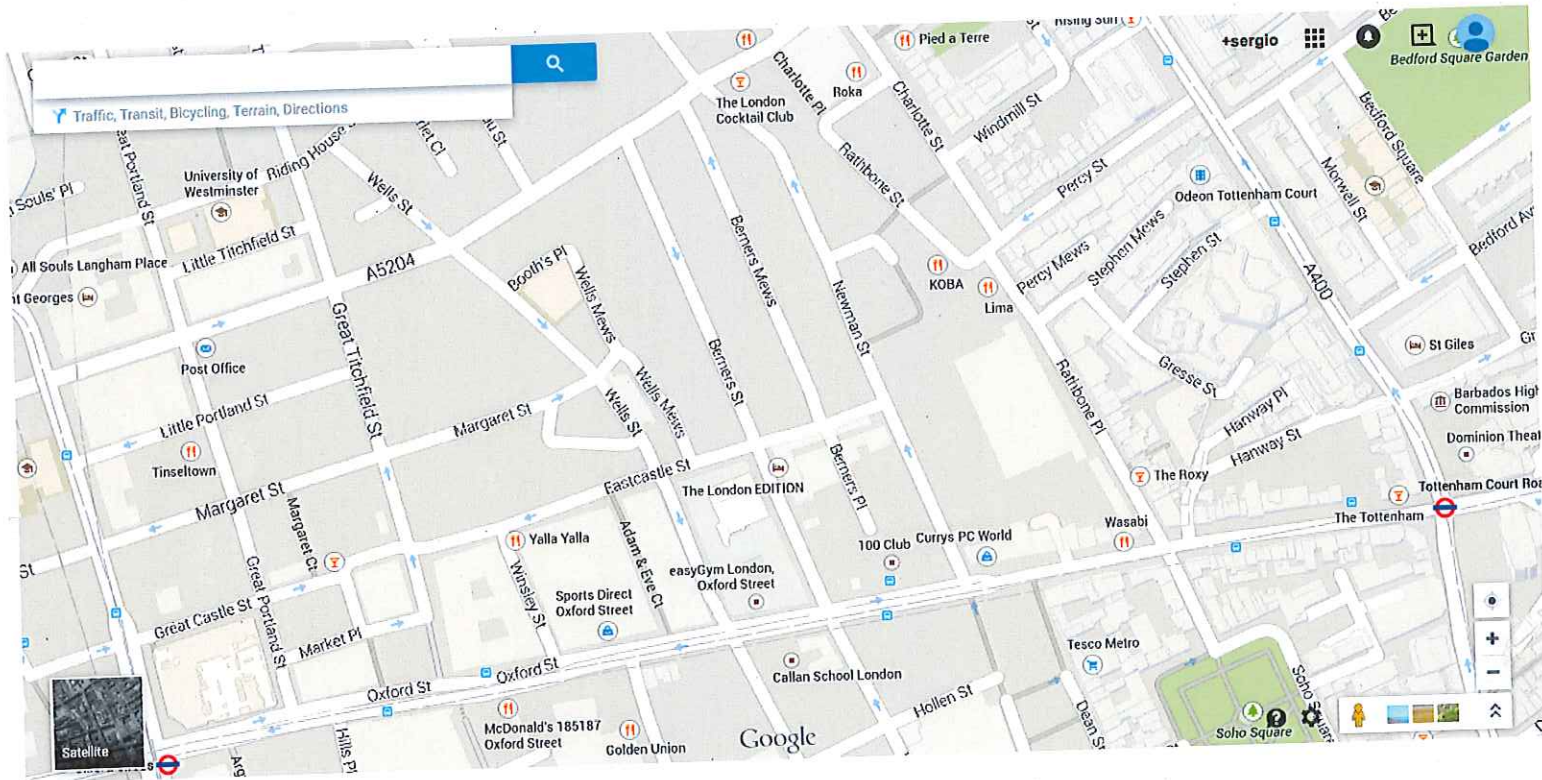 Rising Sun
Pied a Terre
+sergio
Bedford Square Garden
Traffic, Transit, Bicycling, Terrain, Directions
The London
Cocktail Club
Charlotte Pl
Roka
Charlotte St
Windmill St
Bedford Square
University of
Westminster
Riding House
Wells St
Great Portland St
Souls' Pl
Little Titchfield St
Rathbone St
Percy St
Odeon Tottenham Court
Morwell St
Bedford Av
All Souls Langham Place
A5204
Georges
Booth's Pl
Wells Mews
Berners Mews
Newman St
KOBA
Lima
Percy Mews
Stephen Mews
Stephen St
A400
Great Titchfield St
Post Office
Berners St
Rathbone Pl
Gresse St
St Giles
Gr
Little Portland St
Margaret St
Wells St
Wells Mews
Hanway Pl
Hanway St
Barbados High
Commission
Dominion Theat
Tinseltown
Margaret St
Eastcastle St
The London EDITION
Berners Pl
The Roxy
Tottenham Court Roa
The Tottenham
Margaret Ct
Yalla Yalla
Adam & Eve Ct
100 Club
Currys PC World
Wasabi
St
Great Castle St
Great Portland St
Market Pl
Winsley St
Sports Direct
Oxford Street
easyGym London,
Oxford Street
Tesco Metro
Callan School London
Oxford St
Oxford St
Hollen St
Dean St
Soho Square
Soho Square
McDonald's 185187
Oxford Street
Golden Union
Google
Hills Pl
Arg
Satellite